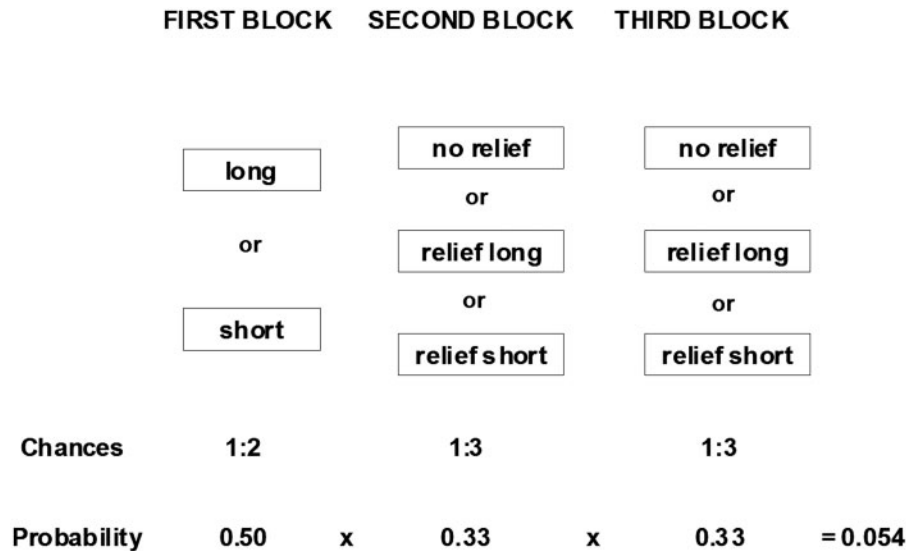 FIRST BLOCK SECOND BLOCK THIRD BLOCK
no relief no relief
long
or or
or relief long relief long
or or
short
relief short relief short
Chances 1:2 1:3 1:3
Probability 0.50 x 0.33 x 0.33 = 0.054